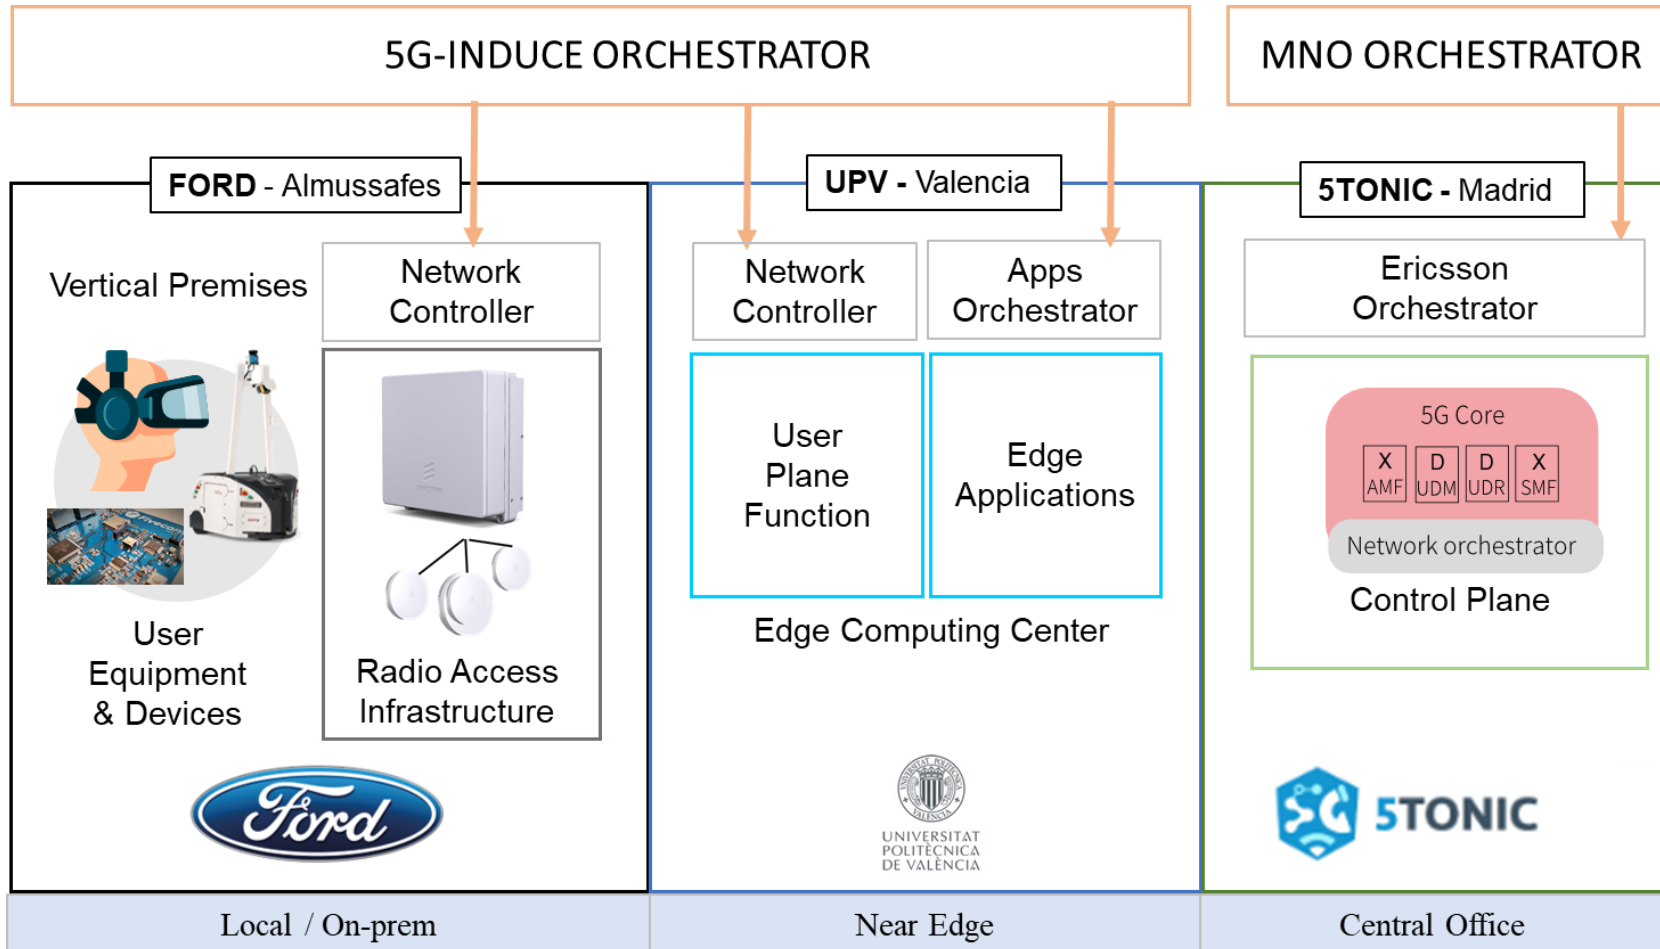 5G-INDUCE ORCHESTRATOR
MNO ORCHESTRATOR
FORD - Almussafes
UPV - Valencia
5TONIC - Madrid
Vertical Premises
Network
Controller
Network
Controller
Apps
Orchestrator
Ericsson
Orchestrator
User
Plane
Function
Edge
Applications
5G Core
X
AMF
D
UDM
D
UDR
X
SMF
Network orchestrator
Control Plane
Fivecom
User
Equipment
& Devices
Radio Access
Infrastructure
Edge Computing Center
Ford
UNIVERSITAT
POLITÈCNICA
DE VALÈNCIA
5TONIC
Local / On-prem
Near Edge
Central Office